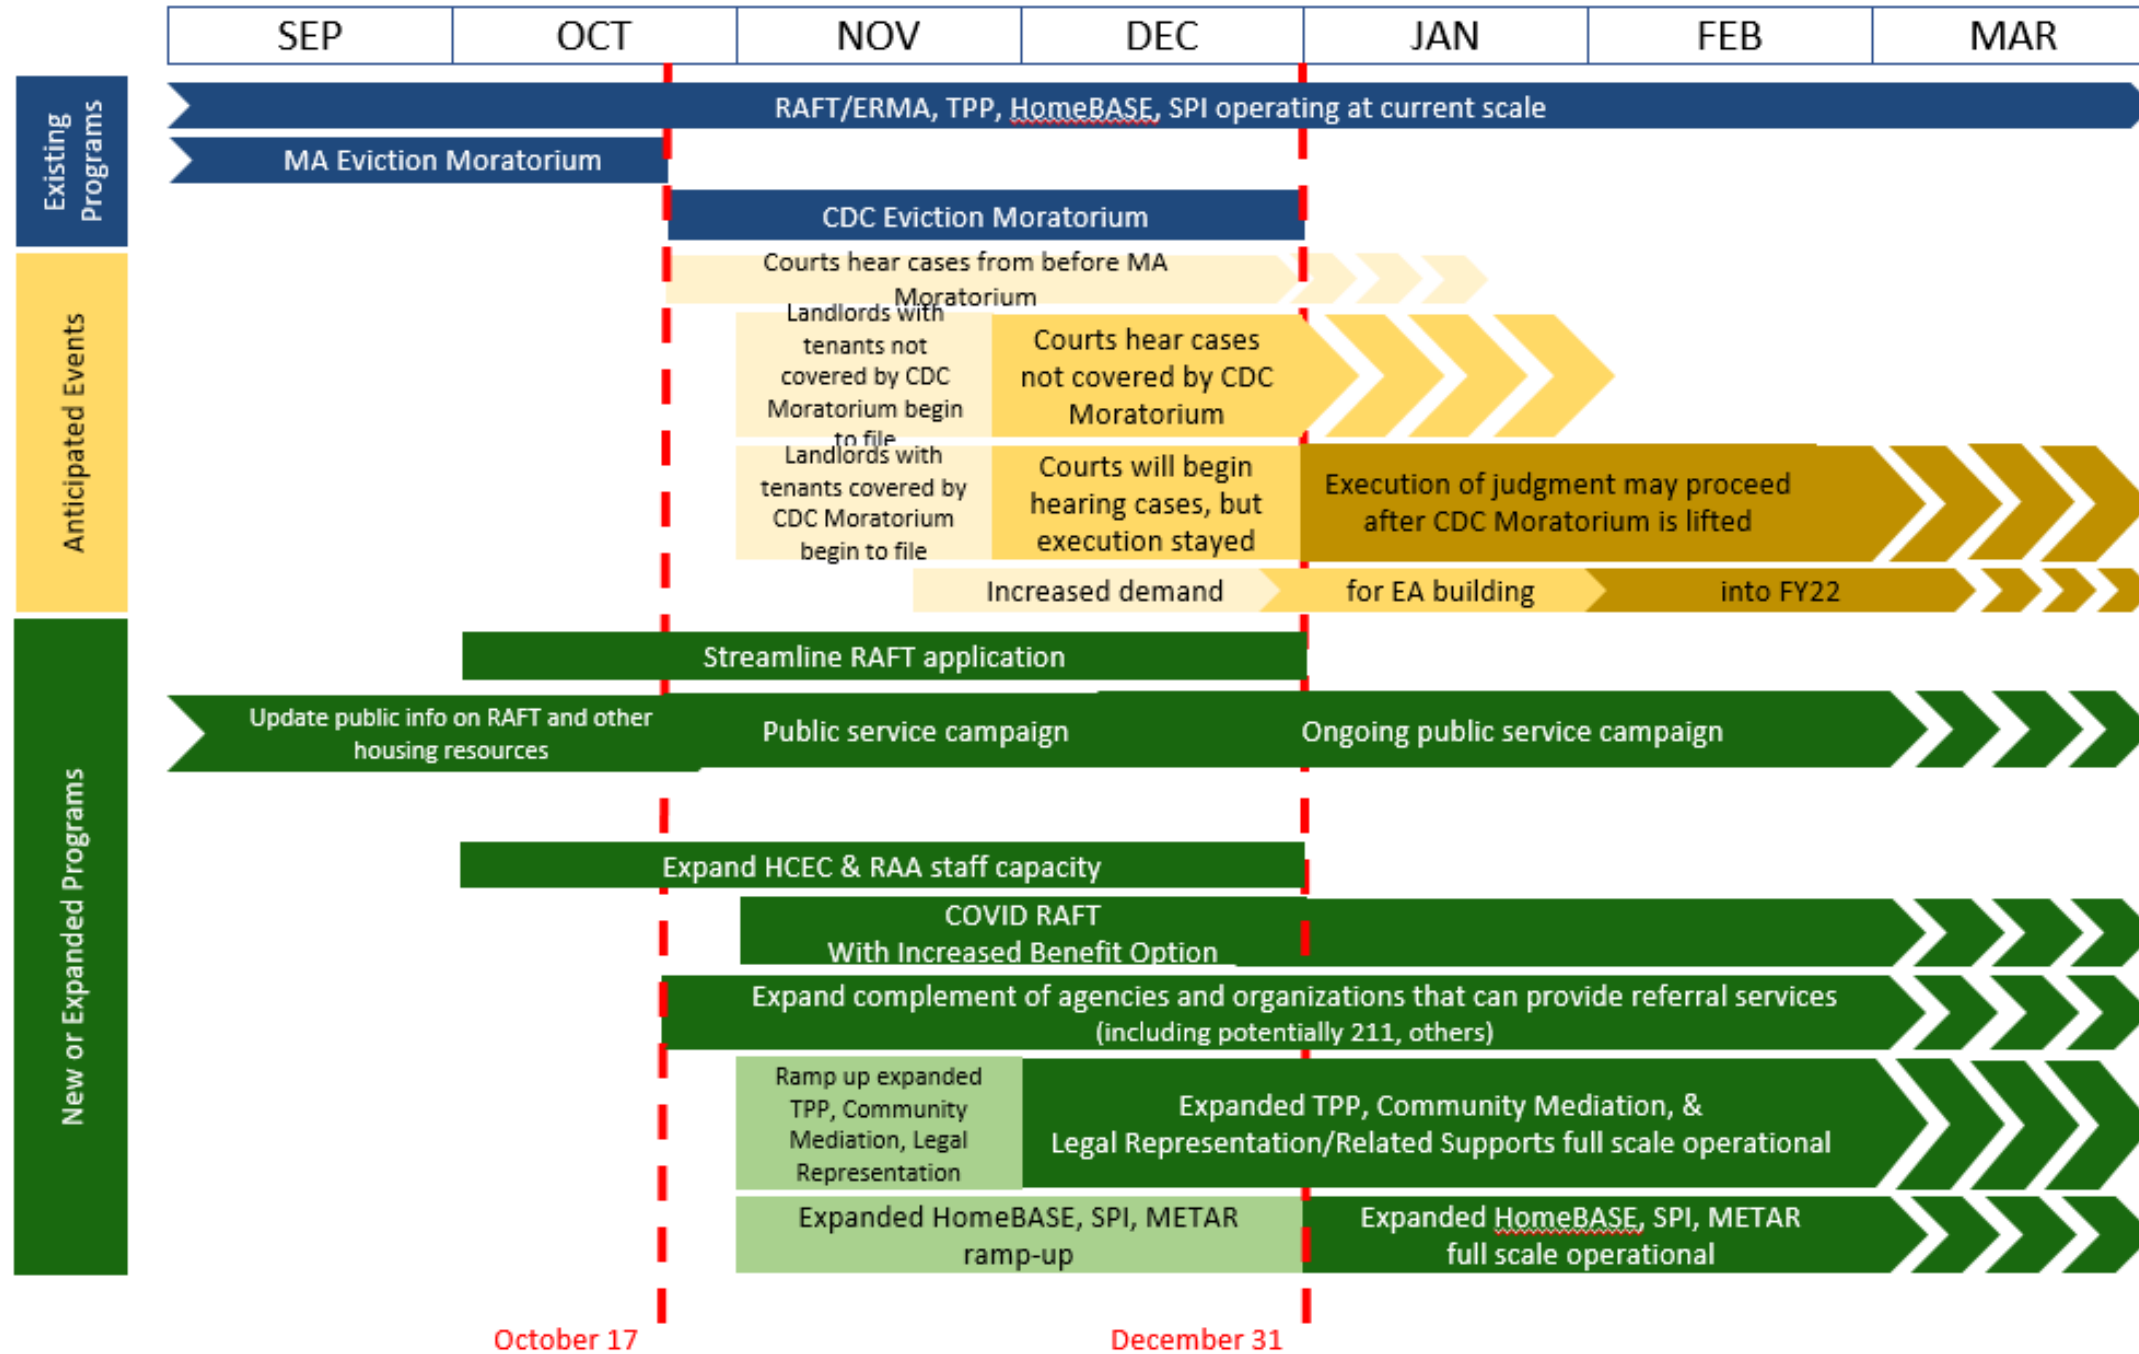 SEP OCT NOV DEC JAN FEB MAR
Existing
Programs
RAFT/ERMA, TPP, HomeBASE, SPI operating at current scale
MA Eviction Moratorium
CDC Eviction Moratorium
Anticipated Events
Courts hear cases from before MA
Moratorium
Landlords with
tenants not
covered by CDC
Moratorium begin
to file
Courts hear cases
not covered by CDC
Moratorium
Landlords with
tenants covered by
CDC Moratorium
begin to file
Courts will begin
hearing cases, but
execution stayed
Execution of judgment may proceed
after CDC Moratorium is lifted
Increased demand for EA building into FY22
New or Expanded Programs
Streamline RAFT application
Update public info on RAFT and other
housing resources
Public service campaign
Ongoing public service campaign
Expand HCEC & RAA staff capacity
COVID RAFT
With Increased Benefit Option
Expand complement of agencies and organizations that can provide referral services
(including potentially 211, others)
Ramp up expanded
TPP, Community
Mediation, Legal
Representation
Expanded TPP, Community Mediation, &
Legal Representation/Related Supports full scale operational
Expanded HomeBASE, SPI, METAR
ramp-up
Expanded HomeBASE, SPI, METAR
full scale operational
October 17
December 31